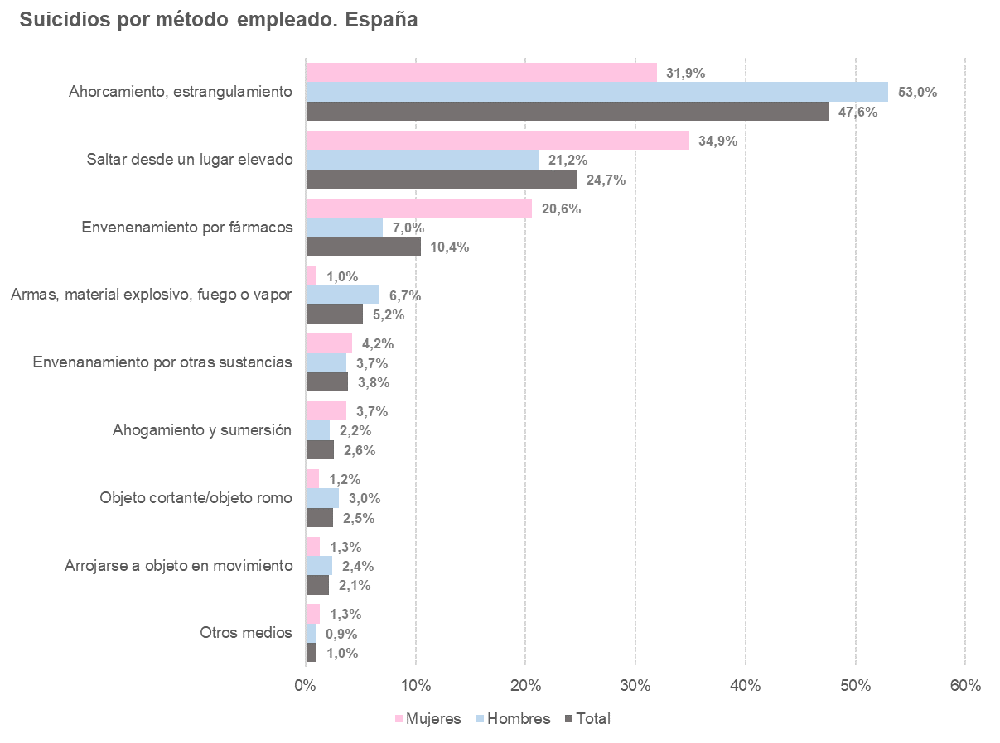 Suicidios por método empleado. España
Ahorcamiento, estrangulamiento
31,9%
53,0%
47,6%
Saltar desde un lugar elevado
34,9%
21,2%
24,7%
Envenenamiento por fármacos
20,6%
7,0%
10,4%
Armas, material explosivo, fuego o vapor
1,0%
6,7%
5,2%
Envenanamiento por otras sustancias
4,2%
3,7%
3,8%
Ahogamiento y sumersión
3,7%
2,2%
2,6%
Objeto cortante/objeto romo
1,2%
3,0%
2,5%
Arrojarse a objeto en movimiento
1,3%
2,4%
2,1%
Otros medios
1,3%
0,9%
1,0%
0% 10% 20% 30% 40% 50% 60%
Mujeres Hombres Total